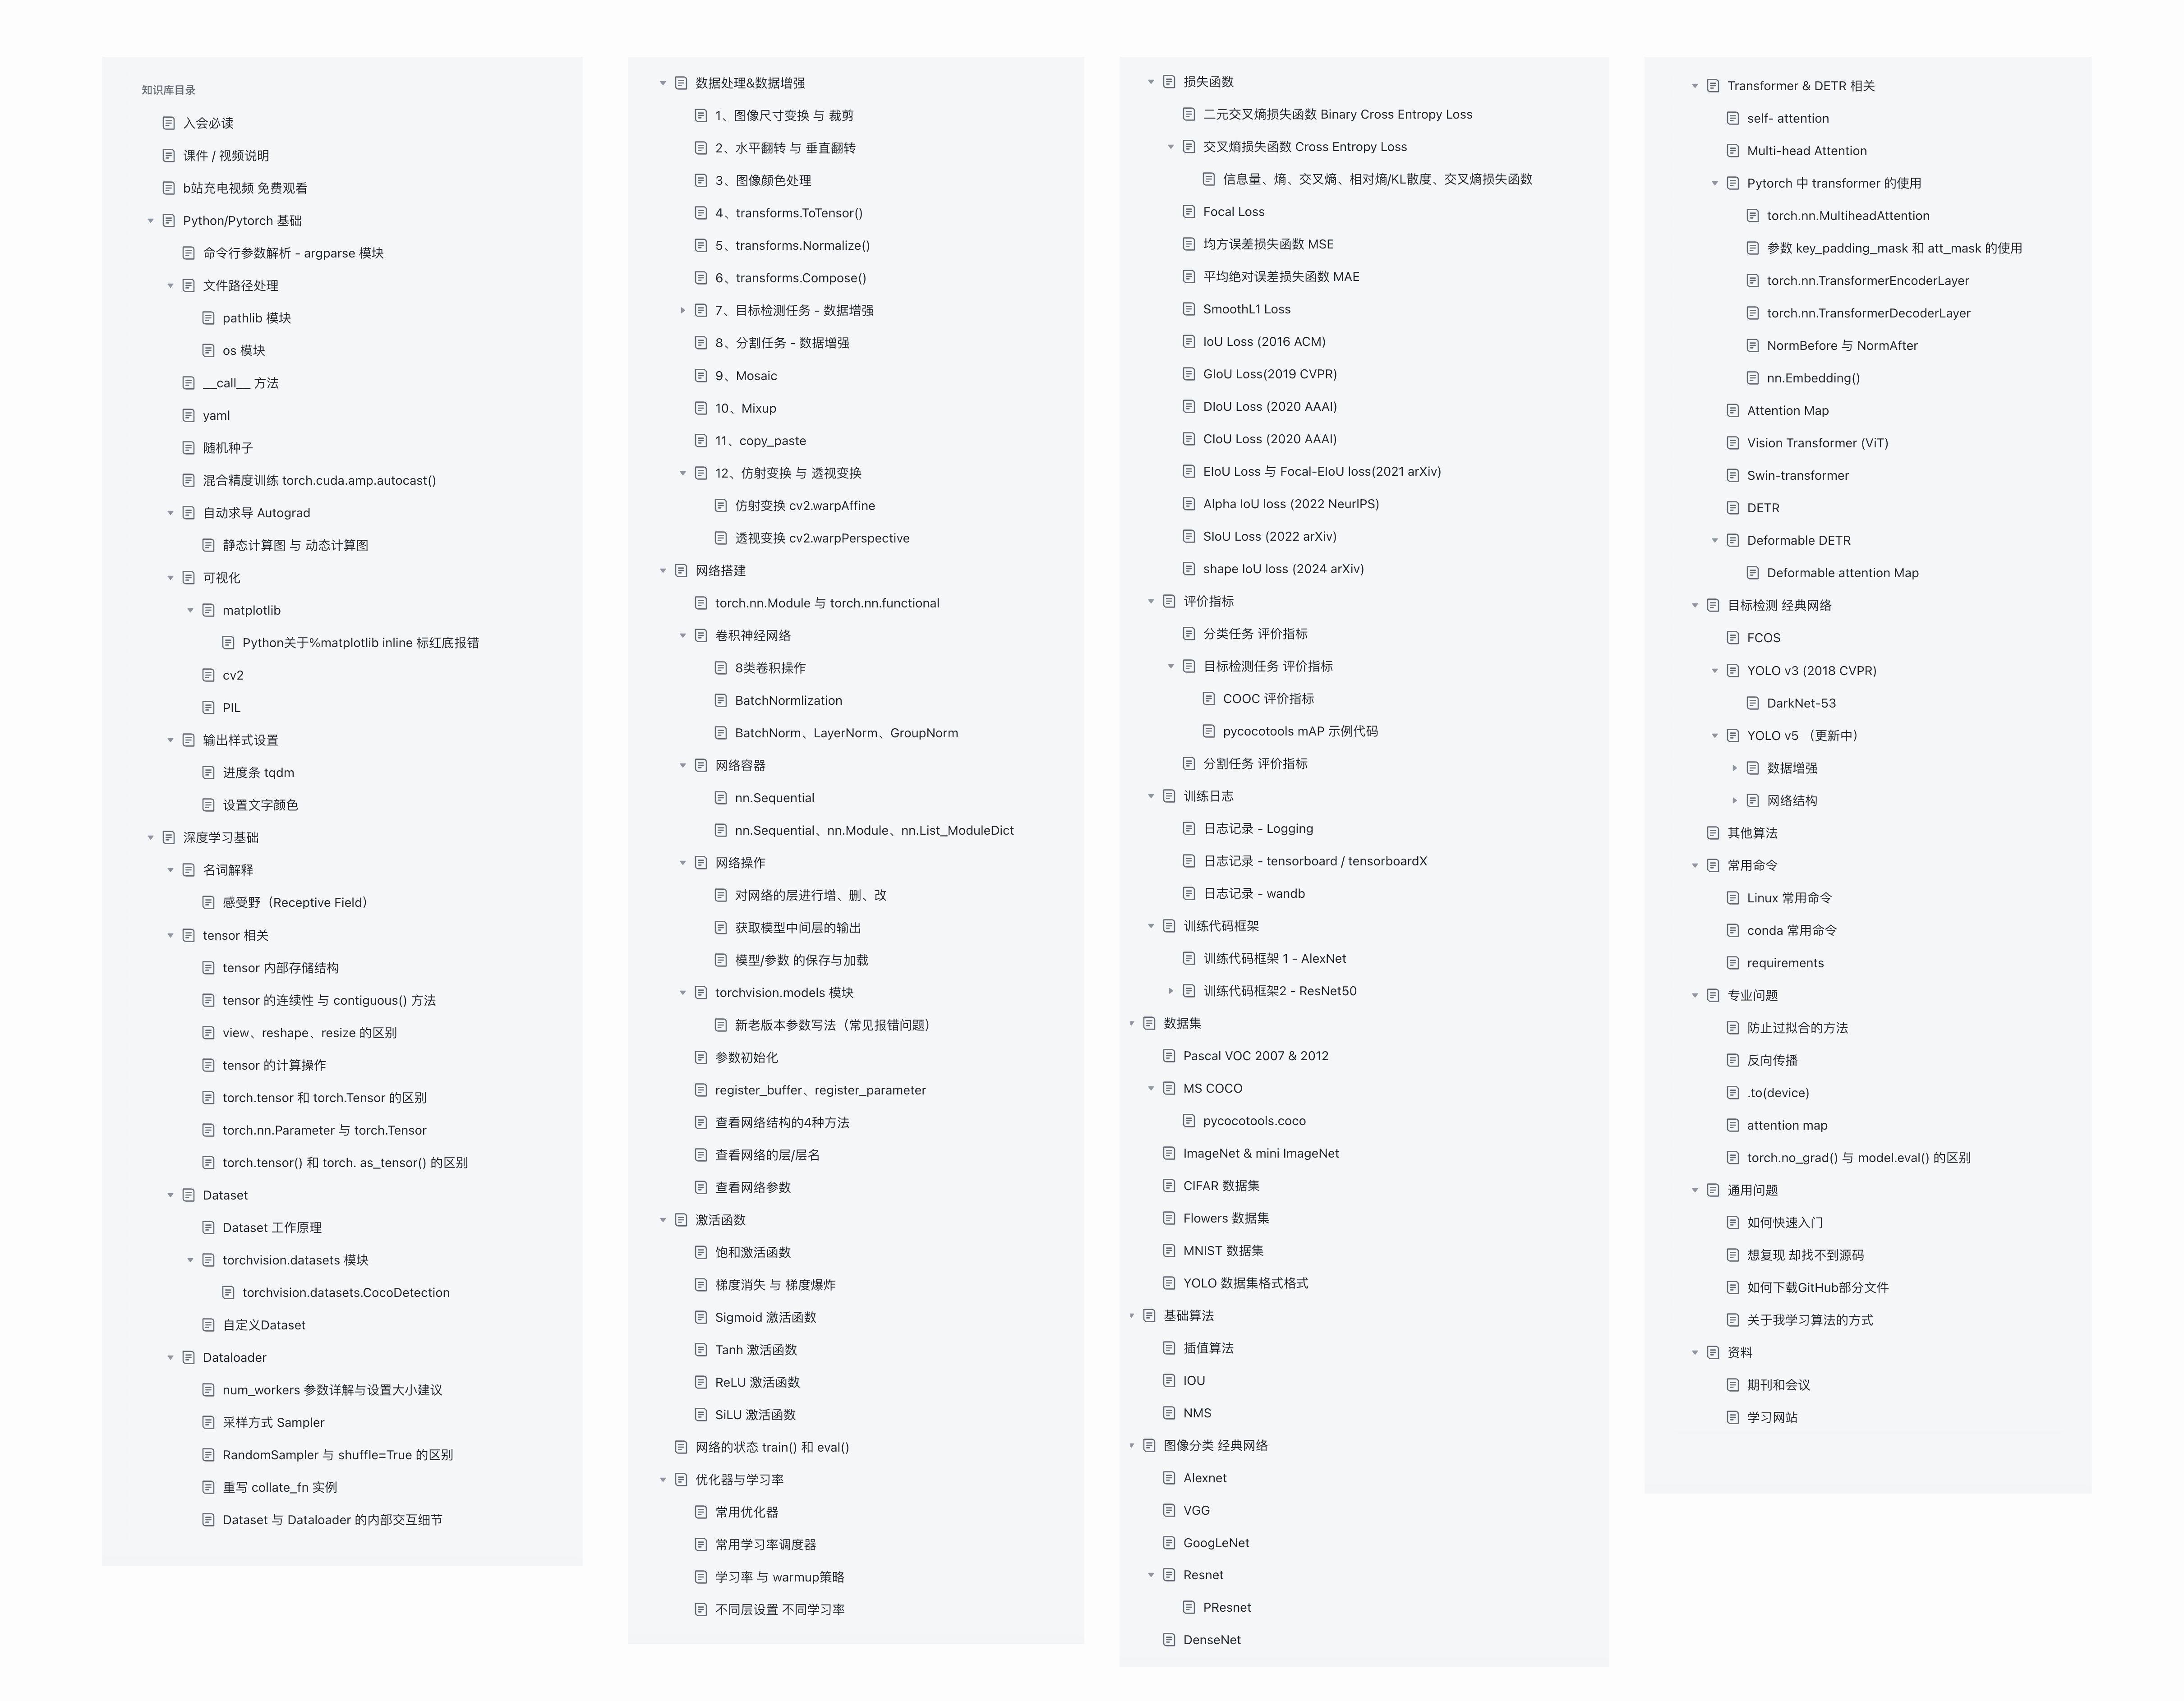 知识库目录
入会必读
课件 / 视频说明
b站充电视频 免费观看
Python/Pytorch 基础
命令行参数解析 - argparse 模块
文件路径处理
pathlib 模块
os 模块
__call__ 方法
yaml
随机种子
混合精度训练 torch.cuda.amp.autocast()
自动求导 Autograd
静态计算图 与 动态计算图
可视化
matplotlib
Python关于%matplotlib inline 标红底报错
cv2
PIL
输出样式设置
进度条 tqdm
设置文字颜色
深度学习基础
名词解释
感受野（Receptive Field）
tensor 相关
tensor 内部存储结构
tensor 的连续性 与 contiguous() 方法
view、reshape、resize 的区别
tensor 的计算操作
torch.tensor 和 torch.Tensor 的区别
torch.nn.Parameter 与 torch.Tensor
torch.tensor() 和 torch. as_tensor() 的区别
Dataset
Dataset 工作原理
torchvision.datasets 模块
torchvision.datasets.CocoDetection
自定义Dataset
Dataloader
num_workers 参数详解与设置大小建议
采样方式 Sampler
RandomSampler 与 shuffle=True 的区别
重写 collate_fn 实例
Dataset 与 Dataloader 的内部交互细节
数据处理&数据增强
1、图像尺寸变换 与 裁剪
2、水平翻转 与 垂直翻转
3、图像颜色处理
4、transforms.ToTensor()
5、transforms.Normalize()
6、transforms.Compose()
7、目标检测任务 - 数据增强
8、分割任务 - 数据增强
9、Mosaic
10、Mixup
11、copy_paste
12、仿射变换 与 透视变换
仿射变换 cv2.warpAffine
透视变换 cv2.warpPerspective
网络搭建
torch.nn.Module 与 torch.nn.functional
卷积神经网络
8类卷积操作
BatchNormlization
BatchNorm、LayerNorm、GroupNorm
网络容器
nn.Sequential
nn.Sequential、nn.Module、nn.List_ModuleDict
网络操作
对网络的层进行增、删、改
获取模型中间层的输出
模型/参数 的保存与加载
torchvision.models 模块
新老版本参数写法（常见报错问题）
参数初始化
register_buffer、register_parameter
查看网络结构的4种方法
查看网络的层/层名
查看网络参数
激活函数
饱和激活函数
梯度消失 与 梯度爆炸
Sigmoid 激活函数
Tanh 激活函数
ReLU 激活函数
SiLU 激活函数
网络的状态 train() 和 eval()
优化器与学习率
常用优化器
常用学习率调度器
学习率 与 warmup策略
不同层设置 不同学习率
损失函数
二元交叉熵损失函数 Binary Cross Entropy Loss
交叉熵损失函数 Cross Entropy Loss
信息量、熵、交叉熵、相对熵/KL散度、交叉熵损失函数
Focal Loss
均方误差损失函数 MSE
平均绝对误差损失函数 MAE
SmoothL1 Loss
IoU Loss (2016 ACM)
GIoU Loss(2019 CVPR)
DIoU Loss (2020 AAAI)
CIoU Loss (2020 AAAI)
EIoU Loss 与 Focal-EIoU loss(2021 arXiv)
Alpha IoU loss (2022 NeurIPS)
SIoU Loss (2022 arXiv)
shape IoU loss (2024 arXiv)
评价指标
分类任务 评价指标
目标检测任务 评价指标
COOC 评价指标
pycocotools mAP 示例代码
分割任务 评价指标
训练日志
日志记录 - Logging
日志记录 - tensorboard / tensorboardX
日志记录 - wandb
训练代码框架
训练代码框架 1 - AlexNet
训练代码框架2 - ResNet50
数据集
Pascal VOC 2007 & 2012
MS COCO
pycocotools.coco
ImageNet & mini ImageNet
CIFAR 数据集
Flowers 数据集
MNIST 数据集
YOLO 数据集格式格式
基础算法
插值算法
IOU
NMS
图像分类 经典网络
Alexnet
VGG
GoogLeNet
Resnet
PResnet
DenseNet
Transformer & DETR 相关
self- attention
Multi-head Attention
Pytorch 中 transformer 的使用
torch.nn.MultiheadAttention
参数 key_padding_mask 和 att_mask 的使用
torch.nn.TransformerEncoderLayer
torch.nn.TransformerDecoderLayer
NormBefore 与 NormAfter
nn.Embedding()
Attention Map
Vision Transformer (ViT)
Swin-transformer
DETR
Deformable DETR
Deformable attention Map
目标检测 经典网络
FCOS
YOLO v3 (2018 CVPR)
DarkNet-53
YOLO v5 （更新中）
数据增强
网络结构
其他算法
常用命令
Linux 常用命令
conda 常用命令
requirements
专业问题
防止过拟合的方法
反向传播
.to(device)
attention map
torch.no_grad() 与 model.eval() 的区别
通用问题
如何快速入门
想复现 却找不到源码
如何下载GitHub部分文件
关于我学习算法的方式
资料
期刊和会议
学习网站